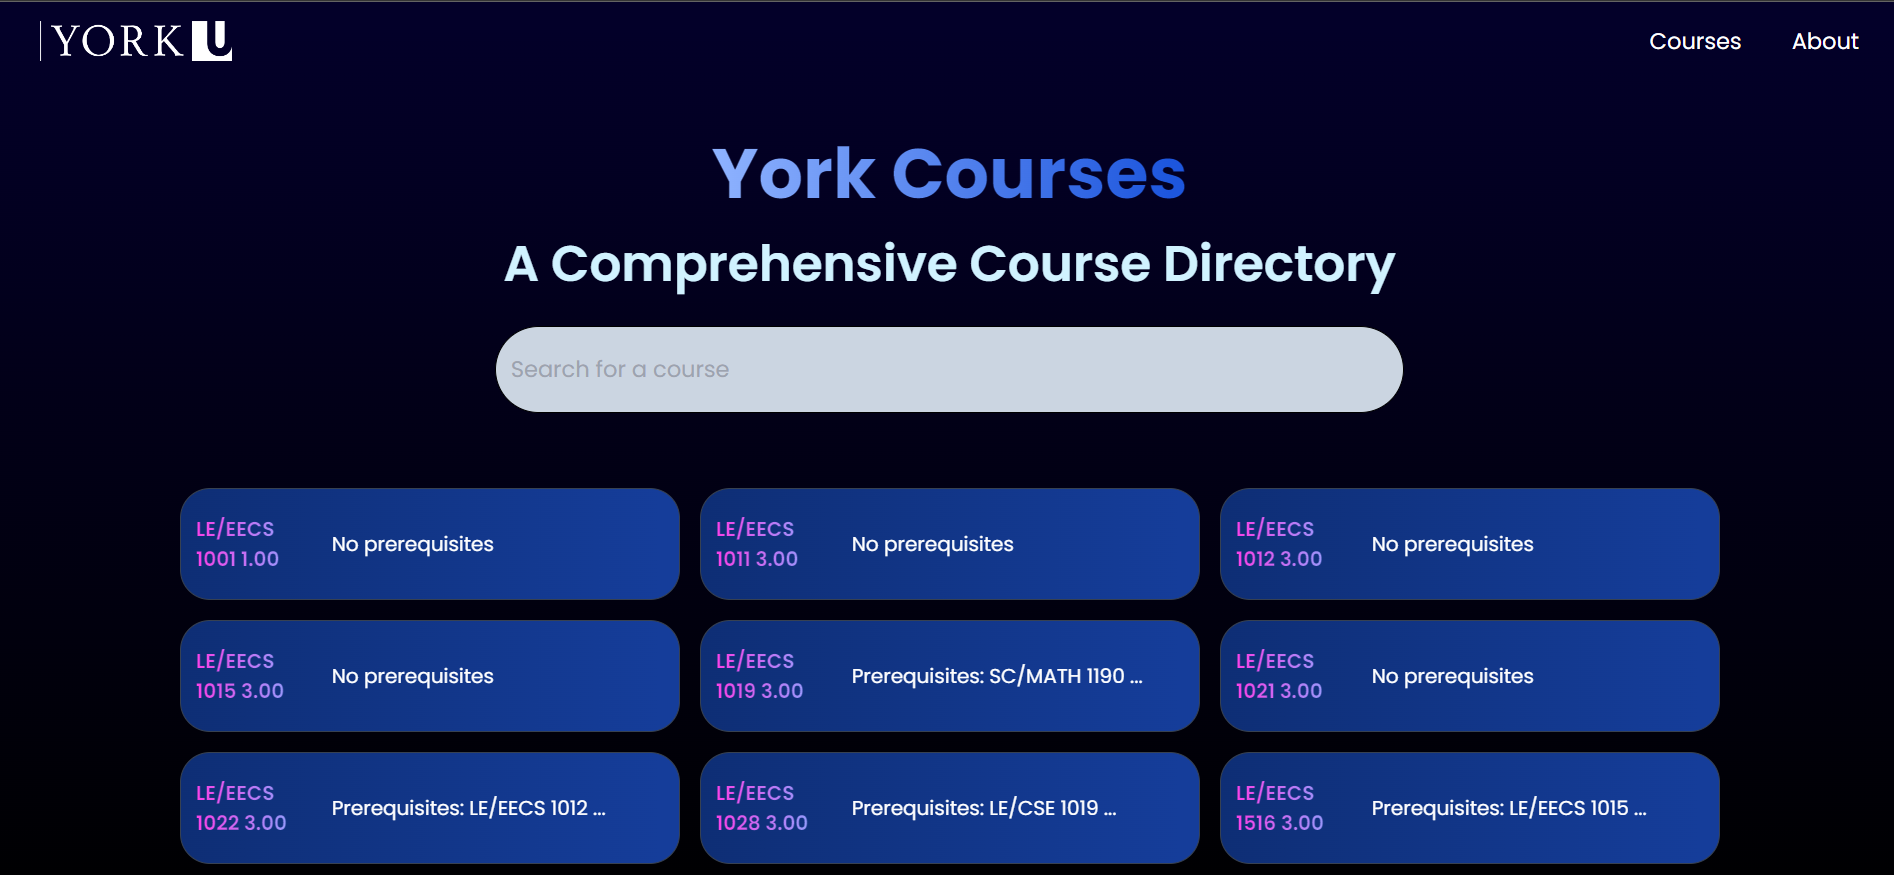 YORK U
Courses
About
York Courses
A Comprehensive Course Directory
Search for a course
LE/EECS
1001 1.00
No prerequisites
LE/EECS
1011 3.00
No prerequisites
LE/EECS
1012 3.00
No prerequisites
LE/EECS
1015 3.00
No prerequisites
LE/EECS
1019 3.00
Prerequisites: SC/MATH 1190 ...
LE/EECS
1021 3.00
No prerequisites
LE/EECS
1022 3.00
Prerequisites: LE/EECS 1012 ...
LE/EECS
1028 3.00
Prerequisites: LE/CSE 1019 ...
LE/EECS
1516 3.00
Prerequisites: LE/EECS 1015 ...